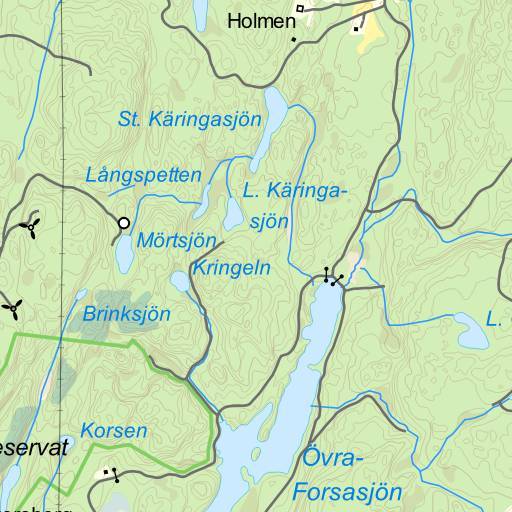 Holmen
St. Käringasjön
Långspetten
L. Käringa-
sjön
Mörtsjön
Kringeln
Brinksjön
L.
Korsen
eservat
Övra-
Forsasjön